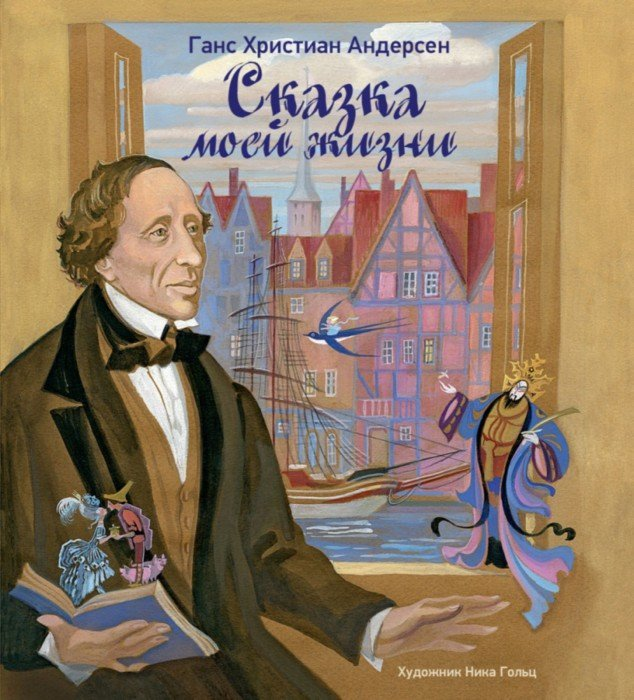 Ганс Христиан Андерсен
Сказка
моей жизни
Художник Ника Гольц